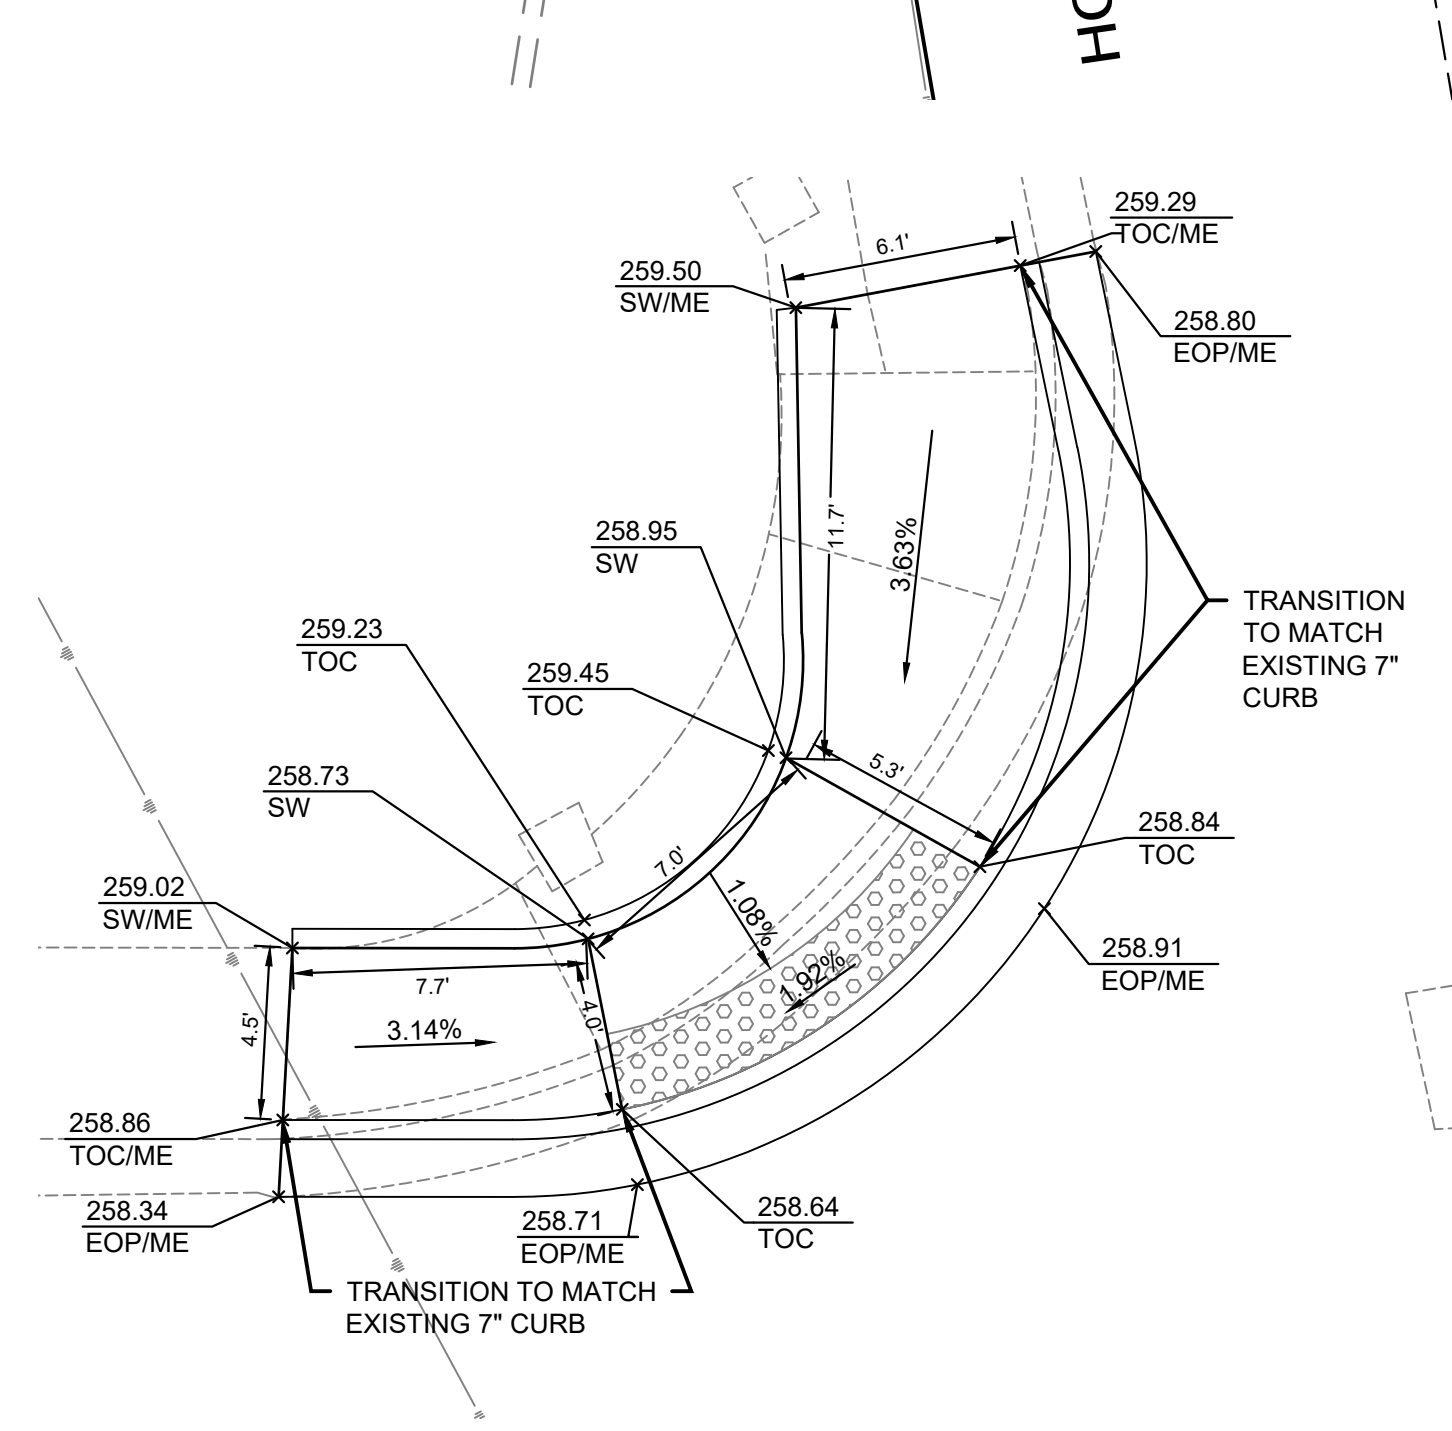 HO
259.29
TOC/ME
6.1'
259.50
SW/ME
258.80
EOP/ME
11.7'
3.63%
258.95
SW
TRANSITION
TO MATCH
EXISTING 7"
CURB
259.23
TOC
259.45
TOC
5.3'
258.73
SW
258.84
TOC
7.0'
1.08%
259.02
SW/ME
258.91
EOP/ME
1.92%
7.7'
4.5'
4.0'
3.14%
258.86
TOC/ME
258.34
EOP/ME
258.71
EOP/ME
258.64
TOC
TRANSITION TO MATCH
EXISTING 7" CURB